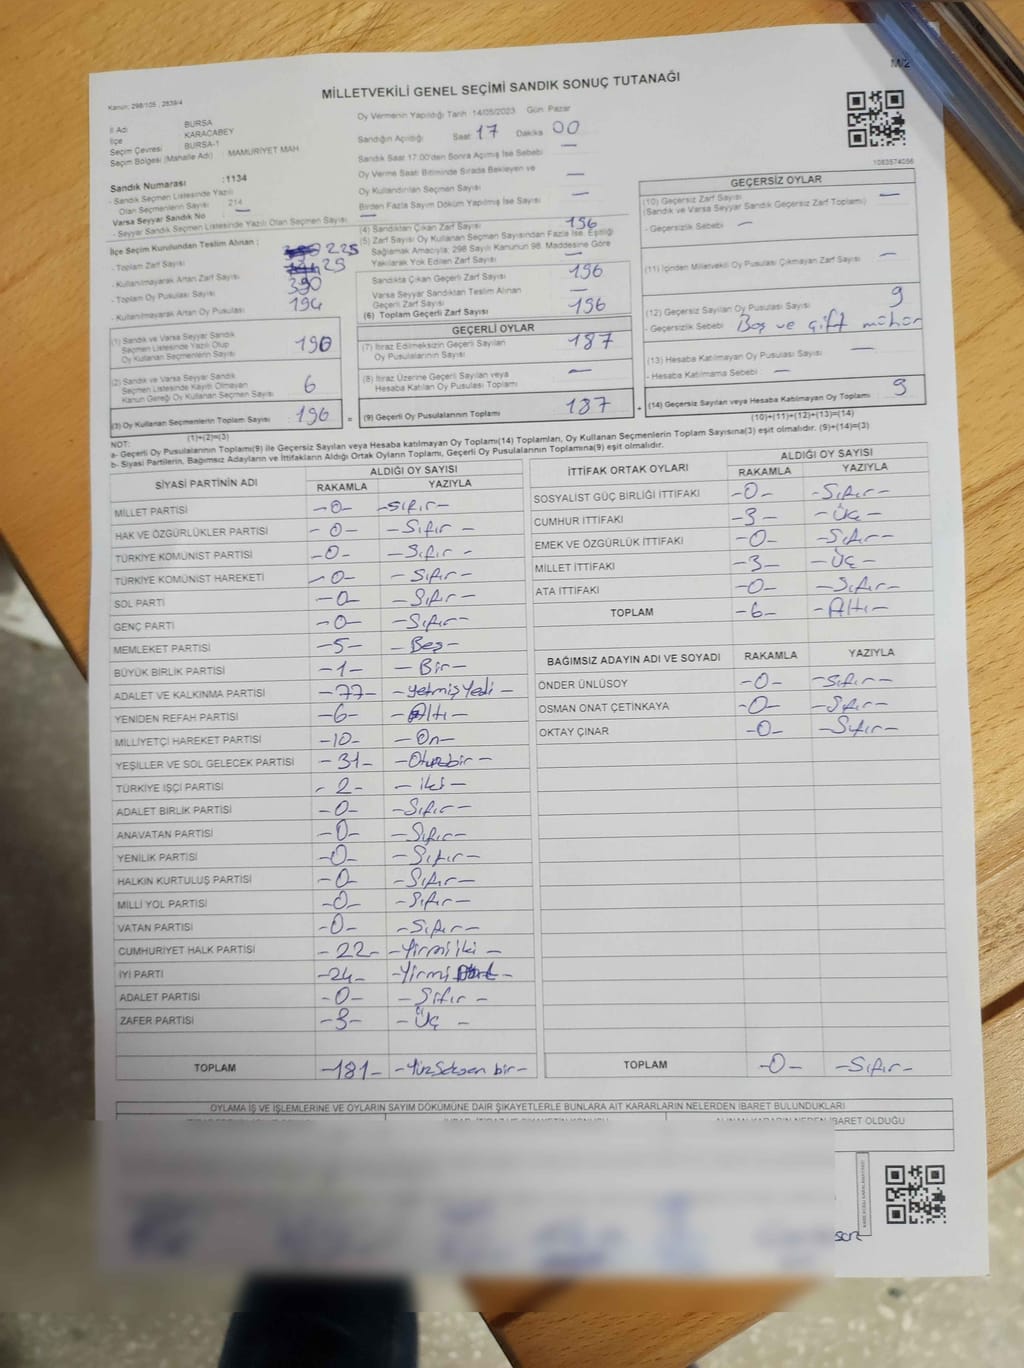 M/2
MİLLETVEKİLİ GENEL SEÇİMİ SANDIK SONUÇ TUTANAĞI
Kanun: 298/105 , 2839/4
İl Adı BURSA
İlçe KARACABEY
Seçim Çevresi BURSA-1
Seçim Bölgesi (Mahalle Adı) MAMURİYET MAH
Sandık Numarası :1134
- Sandık Seçmen Listesinde Yazılı
Olan Seçmenlerin Sayısı 214
Varsa Seyyar Sandık No —
- Seyyar Sandık Seçmen Listesinde Yazılı Olan Seçmen Sayısı —
Oy Vermenin Yapıldığı Tarih 14/05/2023 Gün Pazar
Sandığın Açıldığı Saat 17 Dakika 00
Sandık Saat 17.00'den Sonra Açılmış İse Sebebi —
Oy Verme Saati Bitiminde Sırada Bekleyen ve —
Oy Kullandırılan Seçmen Sayısı
Birden Fazla Sayım Döküm Yapılmış İse Sayısı —
1083574056
İlçe Seçim Kurulundan Teslim Alınan :
- Toplam Zarf Sayısı 225
- Kullanılmayarak Artan Zarf Sayısı 29
- Toplam Oy Pusulası Sayısı 390
- Kullanılmayarak Artan Oy Pusulası 194
(1) Sandık ve Varsa Seyyar Sandık
Seçmen Listesinde Yazılı Olup
Oy Kullanan Seçmenlerin Sayısı 190
(2) Sandık ve Varsa Seyyar Sandık
Seçmen Listesinde Kayıtlı Olmayan
Kanun Gereği Oy Kullanan Seçmen Sayısı 6
(3) Oy Kullanan Seçmenlerin Toplam Sayısı 196 =
(1)+(2)=(3)
(4) Sandıktan Çıkan Zarf Sayısı 196
(5) Zarf Sayısı Oy Kullanan Seçmen Sayısından Fazla İse, Eşitliği
Sağlamak Amacıyla, 298 Sayılı Kanunun 98. Maddesine Göre
Yakılarak Yok Edilen Zarf Sayısı —
Sandıkta Çıkan Geçerli Zarf Sayısı 196
Varsa Seyyar Sandıktan Teslim Alınan
Geçerli Zarf Sayısı —
(6) Toplam Geçerli Zarf Sayısı 196
GEÇERLİ OYLAR
(7) İtiraz Edilmeksizin Geçerli Sayılan
Oy Pusulalarının Sayısı 187
(8) İtiraz Üzerine Geçerli Sayılan veya
Hesaba Katılan Oy Pusulası Toplamı —
(9) Geçerli Oy Pusulalarının Toplamı 187 +
GEÇERSİZ OYLAR
(10) Geçersiz Zarf Sayısı —
(Sandık ve Varsa Seyyar Sandık Geçersiz Zarf Toplamı)
- Geçersizlik Sebebi —
(11) İçinden Milletvekili Oy Pusulası Çıkmayan Zarf Sayısı —
(12) Geçersiz Sayılan Oy Pusulası Sayısı 9
- Geçersizlik Sebebi Boş ve çift mühür
(13) Hesaba Katılmayan Oy Pusulası Sayısı —
- Hesaba Katılmama Sebebi —
(14) Geçersiz Sayılan veya Hesaba Katılmayan Oy Toplamı 9
(10)+(11)+(12)+(13)=(14)
NOT:
a- Geçerli Oy Pusulalarının Toplamı(9) ile Geçersiz Sayılan veya Hesaba katılmayan Oy Toplamı(14) Toplamları, Oy Kullanan Seçmenlerin Toplam Sayısına(3) eşit olmalıdır. (9)+(14)=(3)
b- Siyasi Partilerin, Bağımsız Adayların ve İttifakların Aldığı Ortak Oyların Toplamı, Geçerli Oy Pusulalarının Toplamına(9) eşit olmalıdır.
SİYASİ PARTİNİN ADI ALDIĞI OY SAYISI
RAKAMLA YAZIYLA
MİLLET PARTİSİ -0- -sıfır-
HAK VE ÖZGÜRLÜKLER PARTİSİ -0- -Sıfır-
TÜRKİYE KOMÜNİST PARTİSİ -0- -Sıfır-
TÜRKİYE KOMÜNİST HAREKETİ -0- -Sıfır-
SOL PARTİ -0- -Sıfır-
GENÇ PARTİ -0- -Sıfır-
MEMLEKET PARTİSİ -5- -Beş-
BÜYÜK BİRLİK PARTİSİ -1- -Bir-
ADALET VE KALKINMA PARTİSİ -77- -yetmişYedi-
YENİDEN REFAH PARTİSİ -6- -Altı-
MİLLİYETÇİ HAREKET PARTİSİ -10- -On-
YEŞİLLER VE SOL GELECEK PARTİSİ -31- -Otuzbir-
TÜRKİYE İŞÇİ PARTİSİ -2- -iki-
ADALET BİRLİK PARTİSİ -0- -Sıfır-
ANAVATAN PARTİSİ -0- -Sıfır-
YENİLİK PARTİSİ -0- -Sıfır-
HALKIN KURTULUŞ PARTİSİ -0- -Sıfır-
MİLLİ YOL PARTİSİ -0- -Sıfır-
VATAN PARTİSİ -0- -Sıfır-
CUMHURİYET HALK PARTİSİ -22- -Yirmi iki-
İYİ PARTİ -24- -Yirmi Dört-
ADALET PARTİSİ -0- -Sıfır-
ZAFER PARTİSİ -3- -Üç-
TOPLAM -181- -Yüzseksen bir-
İTTİFAK ORTAK OYLARI ALDIĞI OY SAYISI
RAKAMLA YAZIYLA
SOSYALİST GÜÇ BİRLİĞİ İTTİFAKI -0- -Sıfır-
CUMHUR İTTİFAKI -3- -Üç-
EMEK VE ÖZGÜRLÜK İTTİFAKI -0- -Sıfır-
MİLLET İTTİFAKI -3- -Üç-
ATA İTTİFAKI -0- -Sıfır-
TOPLAM -6- -Altı-
BAĞIMSIZ ADAYIN ADI VE SOYADI RAKAMLA YAZIYLA
ÖNDER ÜNLÜSOY -0- -Sıfır-
OSMAN ONAT ÇETİNKAYA -0- -Sıfır-
OKTAY ÇINAR -0- -Sıfır-
TOPLAM -0- -Sıfır-
OYLAMA İŞ VE İŞLEMLERİNE VE OYLARIN SAYIM DÖKÜMÜNE DAİR ŞİKAYETLERLE BUNLARA AİT KARARLARIN NELERDEN İBARET BULUNDUKLARI
ALINAN KARARIN NEDEN İBARET OLDUĞU